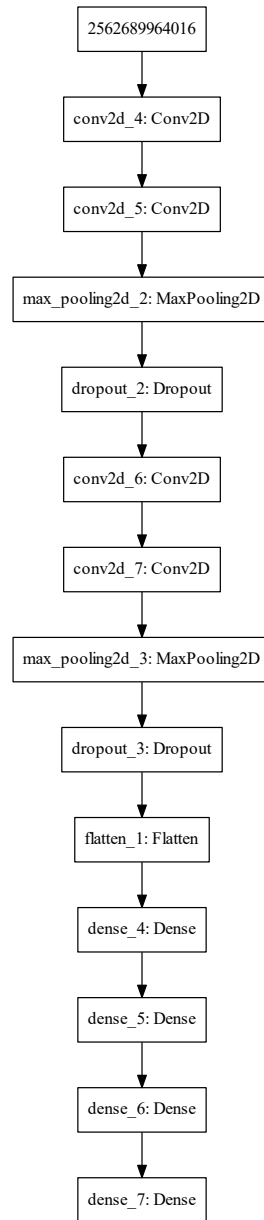 2562689964016
conv2d_4: Conv2D
conv2d_5: Conv2D
max_pooling2d_2: MaxPooling2D
dropout_2: Dropout
conv2d_6: Conv2D
conv2d_7: Conv2D
max_pooling2d_3: MaxPooling2D
dropout_3: Dropout
flatten_1: Flatten
dense_4: Dense
dense_5: Dense
dense_6: Dense
dense_7: Dense